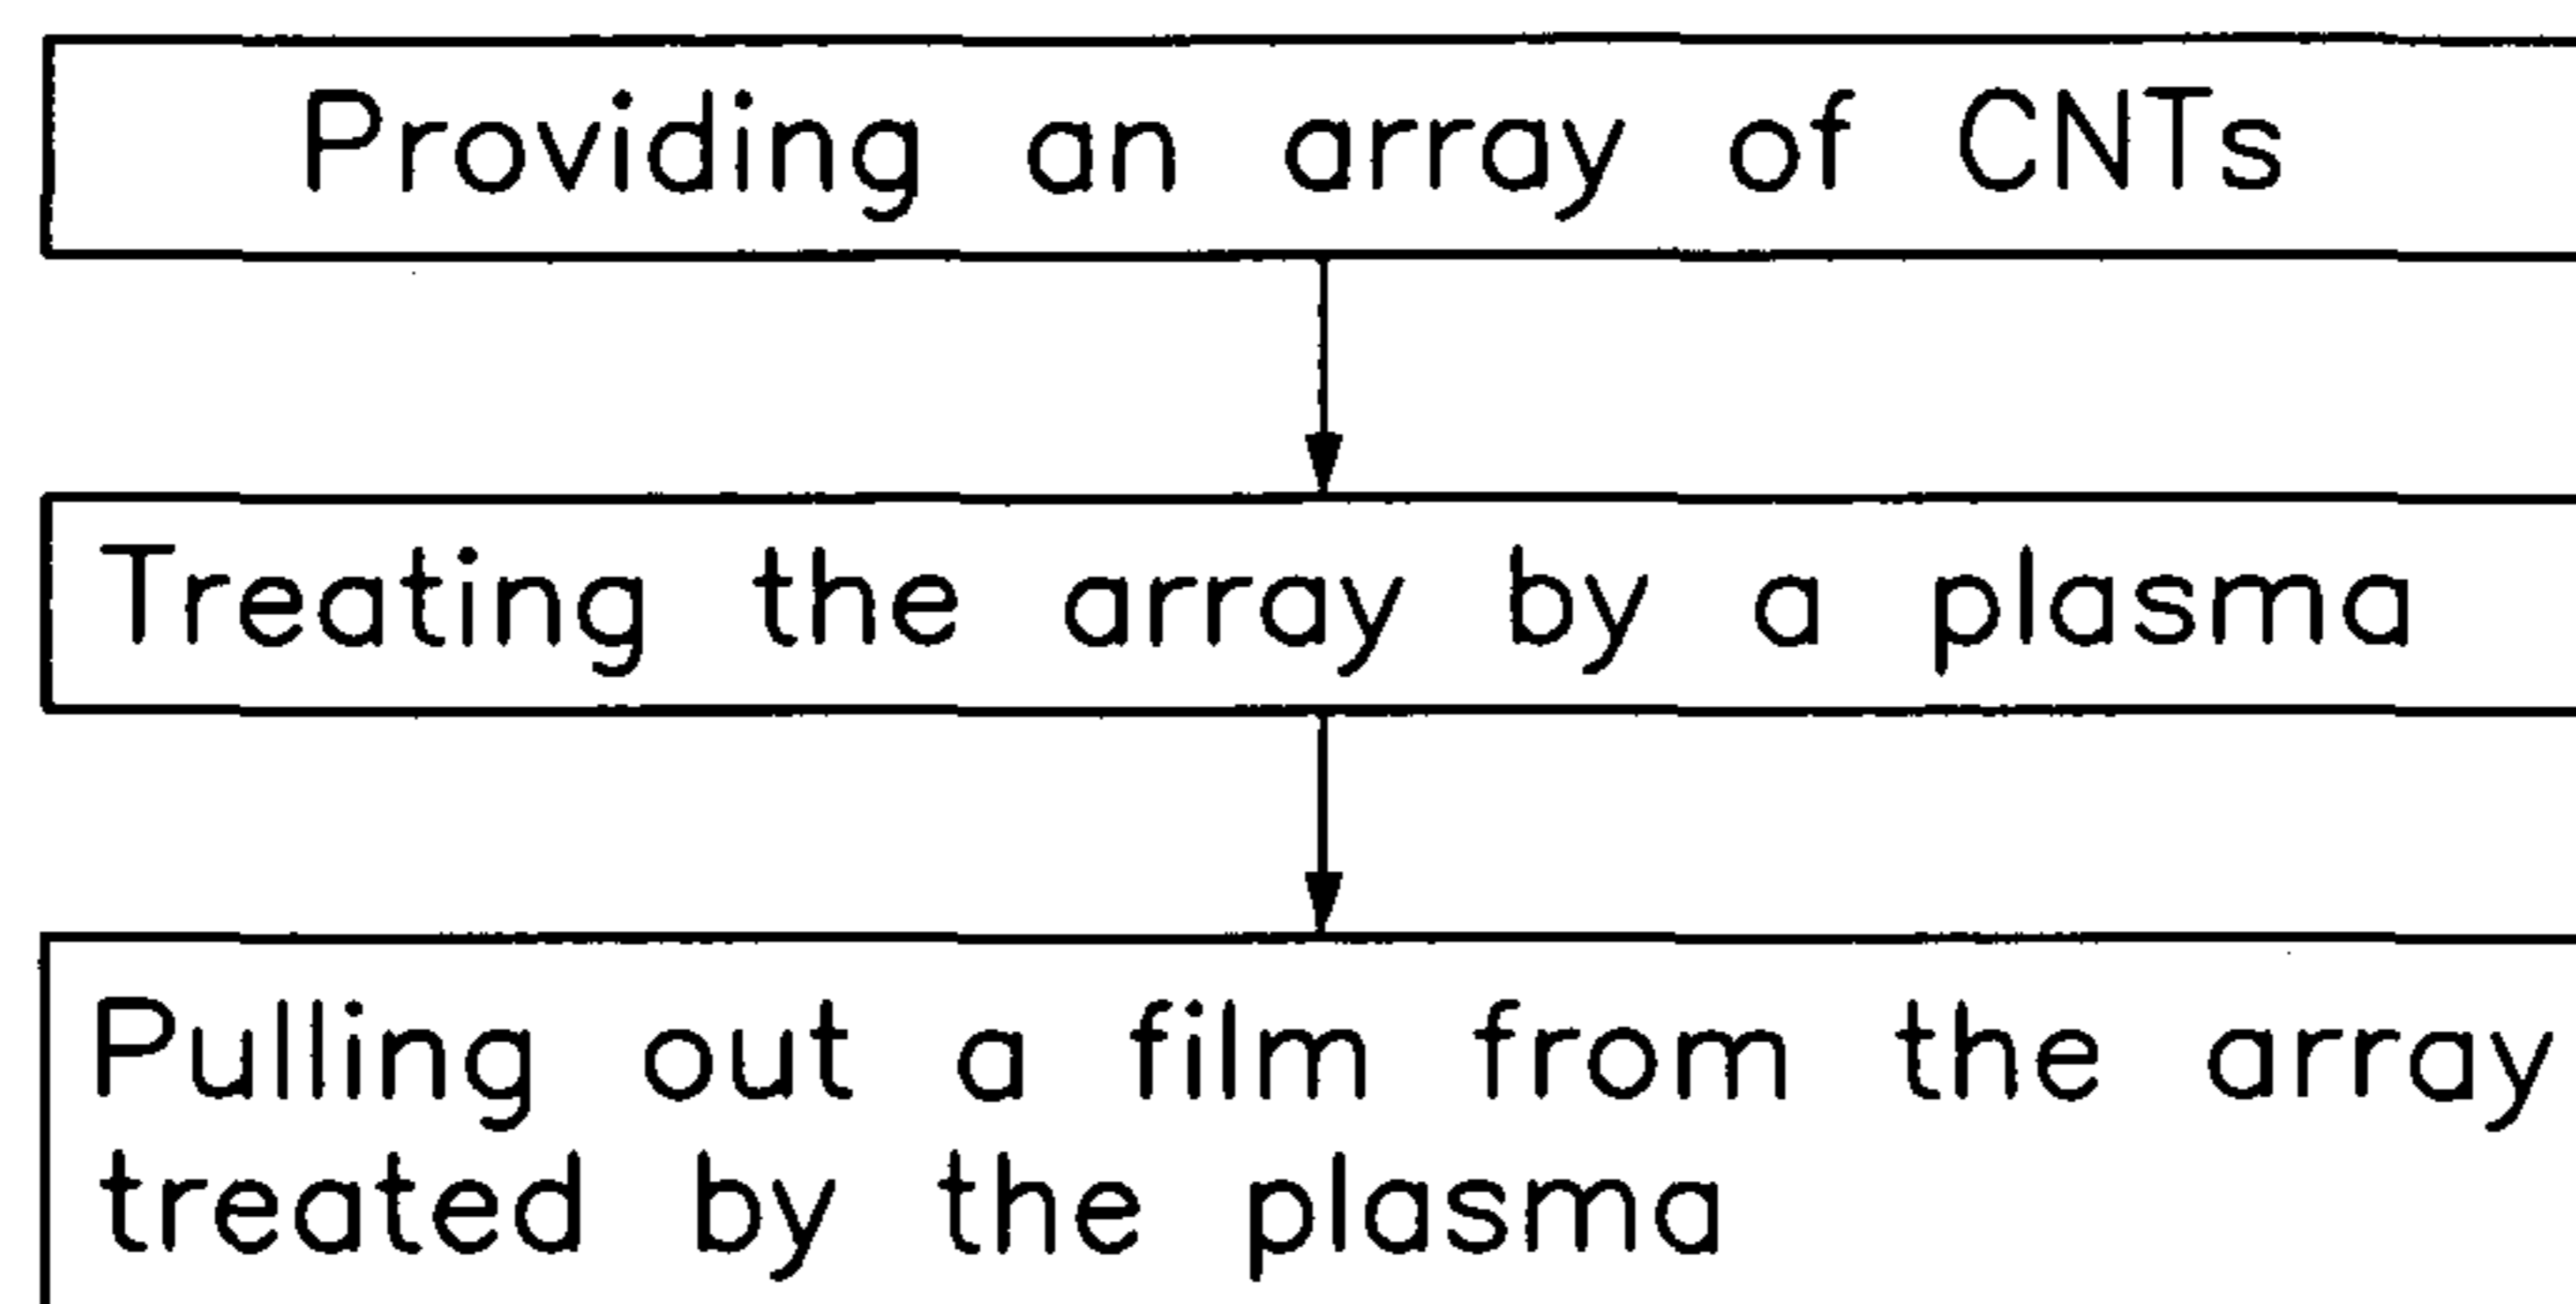 Providing an array of CNTs
Treating the array by a plasma
Pulling out a film from the array
treated by the plasma